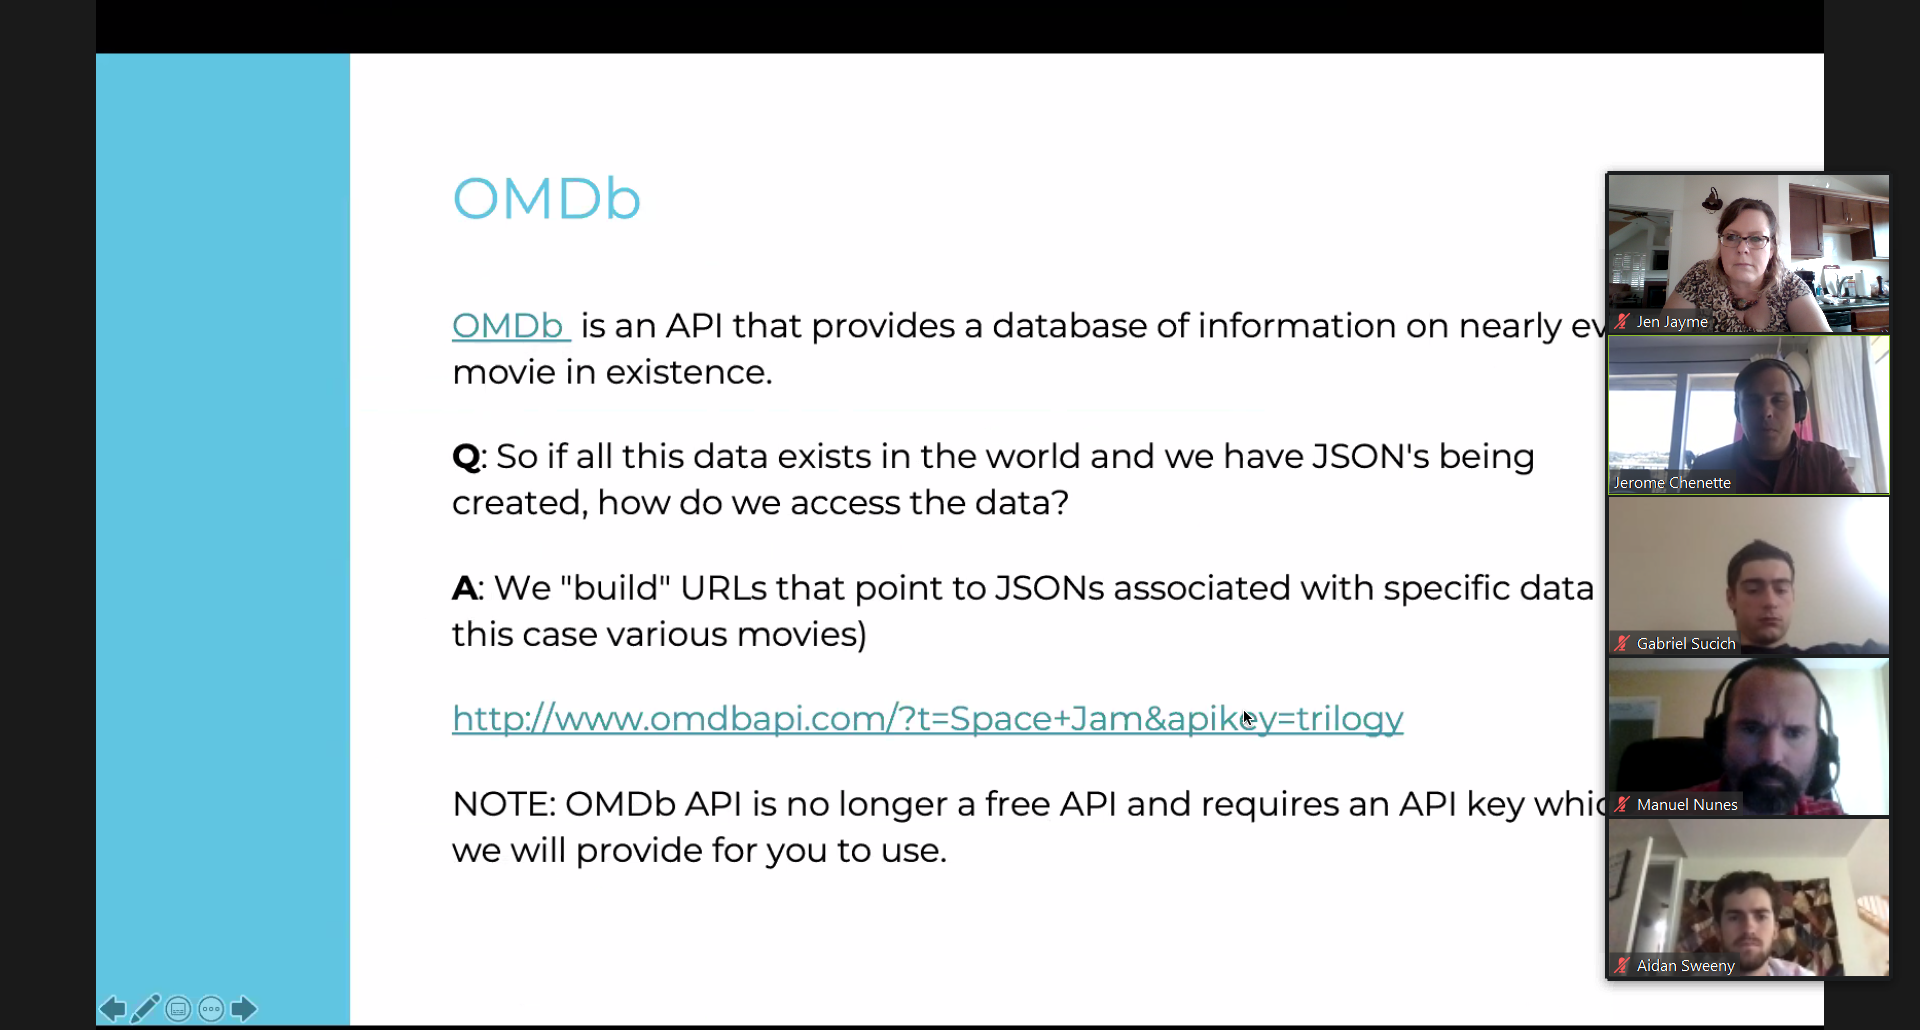 OMDb
OMDb is an API that provides a database of information on nearly
movie in existence.
Q: So if all this data exists in the world and we have JSON's being
created, how do we access the data?
A: We "build" URLs that point to JSONs associated with specific data
this case various movies)
http://www.omdbapi.com/?t=Space+Jam&apikey=trilogy
NOTE: OMDb API is no longer a free API and requires an API key
we will provide for you to use.
Jen Jayme
Jerome Chenette
Gabriel Sucich
Manuel Nunes
Aidan Sweeny